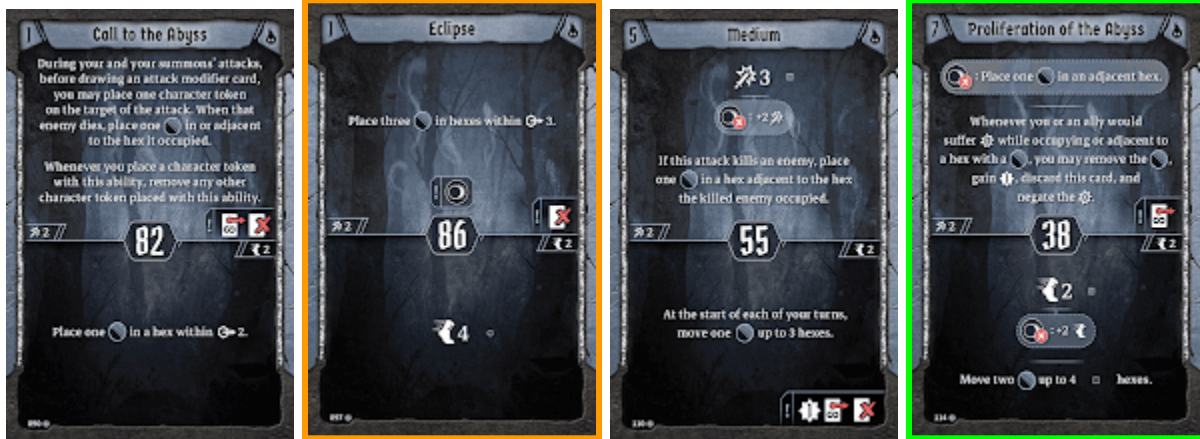 1 Call to the Abyss
During your and your summons' attacks,
before drawing an attack modifier card,
you may place one character token
on the target of the attack. When that
enemy dies, place one in or adjacent
to the hex it occupied.
Whenever you place a character token
with this ability, remove any other
character token placed with this ability.
2
82
2
Place one in a hex within 2.
1 Eclipse
Place three in hexes within 3.
2
86
2
4
5 Medium
3
: +2
If this attack kills an enemy, place
one in a hex adjacent to the hex
the killed enemy occupied.
2
55
2
At the start of each of your turns,
move one up to 3 hexes.
7 Proliferation of the Abyss
: Place one in an adjacent hex.
Whenever you or an ally would
suffer while occupying or adjacent to
a hex with a , you may remove the ,
gain , discard this card, and
negate the .
2
38
2
2
: +2
Move two up to 4 hexes.